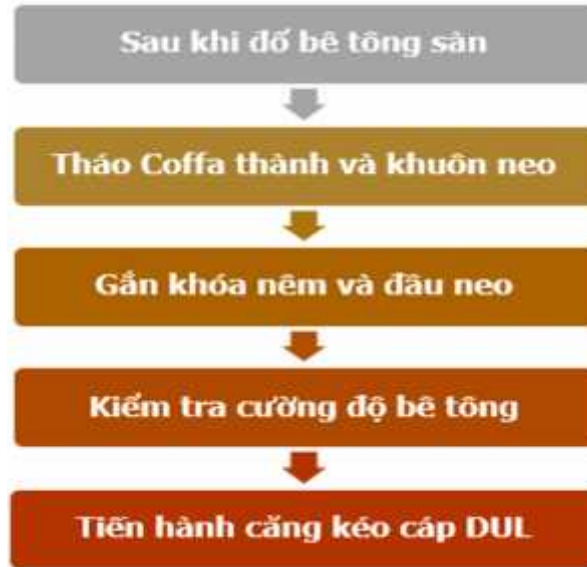 Sau khi đổ bê tông sàn
Tháo Coffa thành và khuôn neo
Gắn khóa nêm và đầu neo
Kiểm tra cường độ bê tông
Tiến hành căng kéo cáp DUL